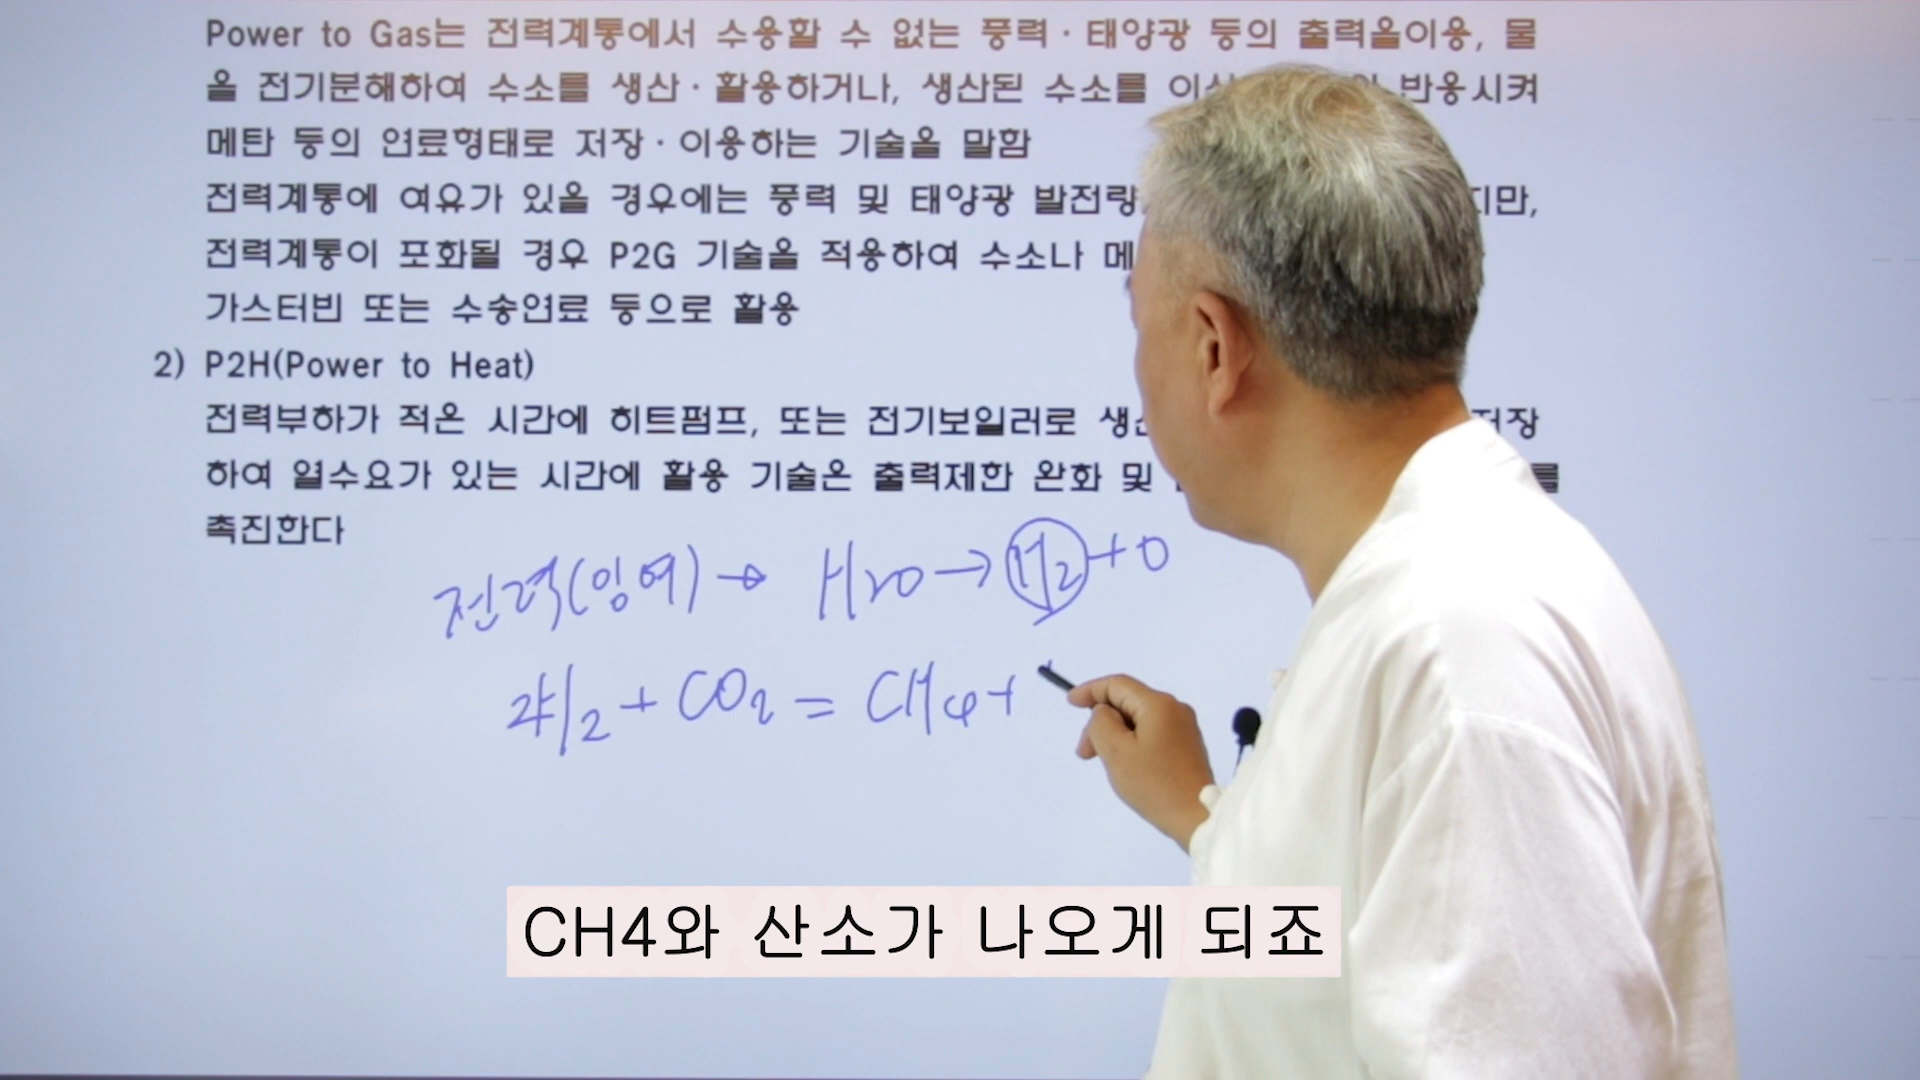 Power to Gas는 전력계통에서 수용할 수 없는 풍력·태양광 등의 출력을이용, 물
을 전기분해하여 수소를 생산·활용하거나, 생산된 수소를 반응시켜
메탄 등의 연료형태로 저장·이용하는 기술을 말함
전력계통에 여유가 있을 경우에는 풍력 및 태양광 발전량
전력계통이 포화될 경우 P2G 기술을 적용하여 수소나
가스터빈 또는 수송연료 등으로 활용
2) P2H(Power to Heat)
전력부하가 적은 시간에 히트펌프, 또는 전기보일러로
하여 열수요가 있는 시간에 활용 기술은 출력제한 완화 및
촉진한다
전력(잉여) → H2O → H2 + O
2H2 + CO2 = CH4 +
CH4와 산소가 나오게 되죠